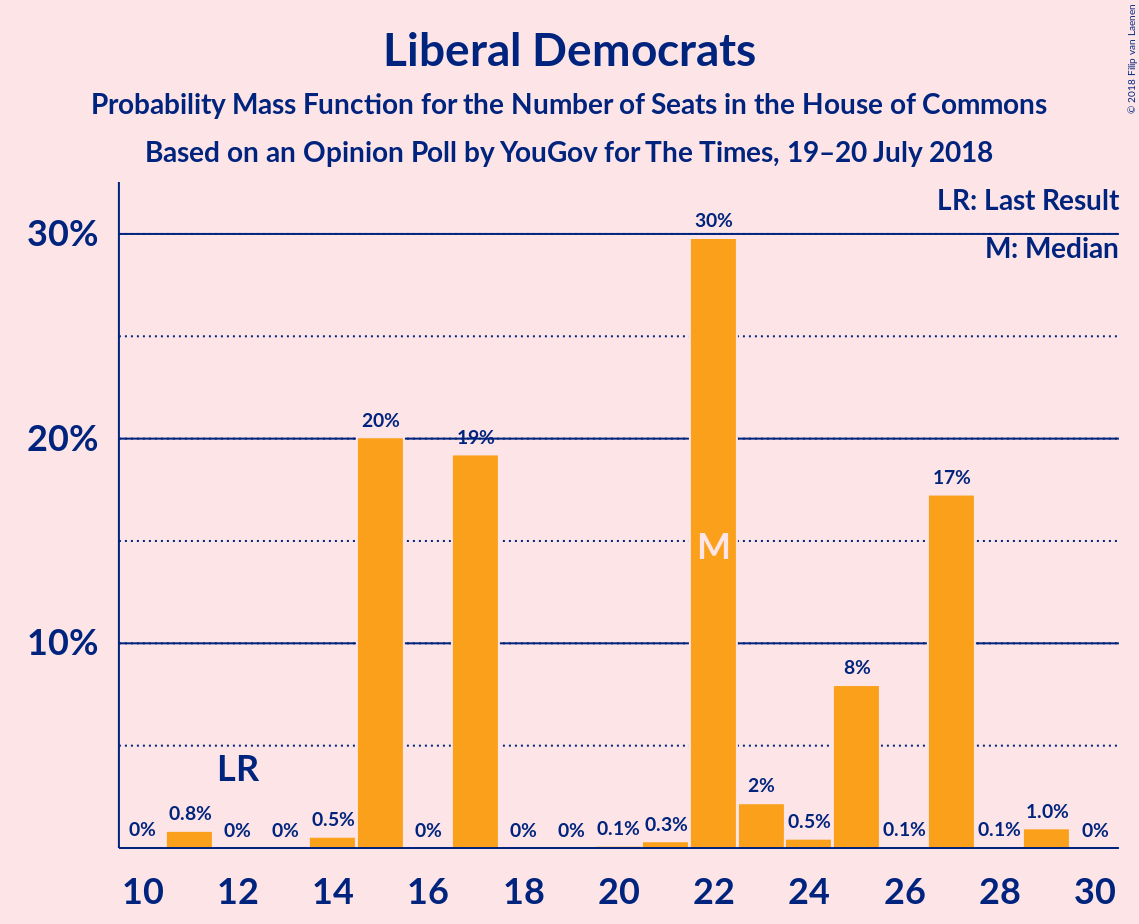 Liberal Democrats
Probability Mass Function for the Number of Seats in the House of Commons
Based on an Opinion Poll by YouGov for The Times, 19–20 July 2018
© 2018 Filip van Laenen
LR: Last Result
M: Median
30%
20%
10%
0%
0.8%
0%
0%
0.5%
20%
0%
19%
0%
0%
0.1%
0.3%
30%
2%
0.5%
8%
0.1%
17%
0.1%
1.0%
0%
LR
M
10 12 14 16 18 20 22 24 26 28 30